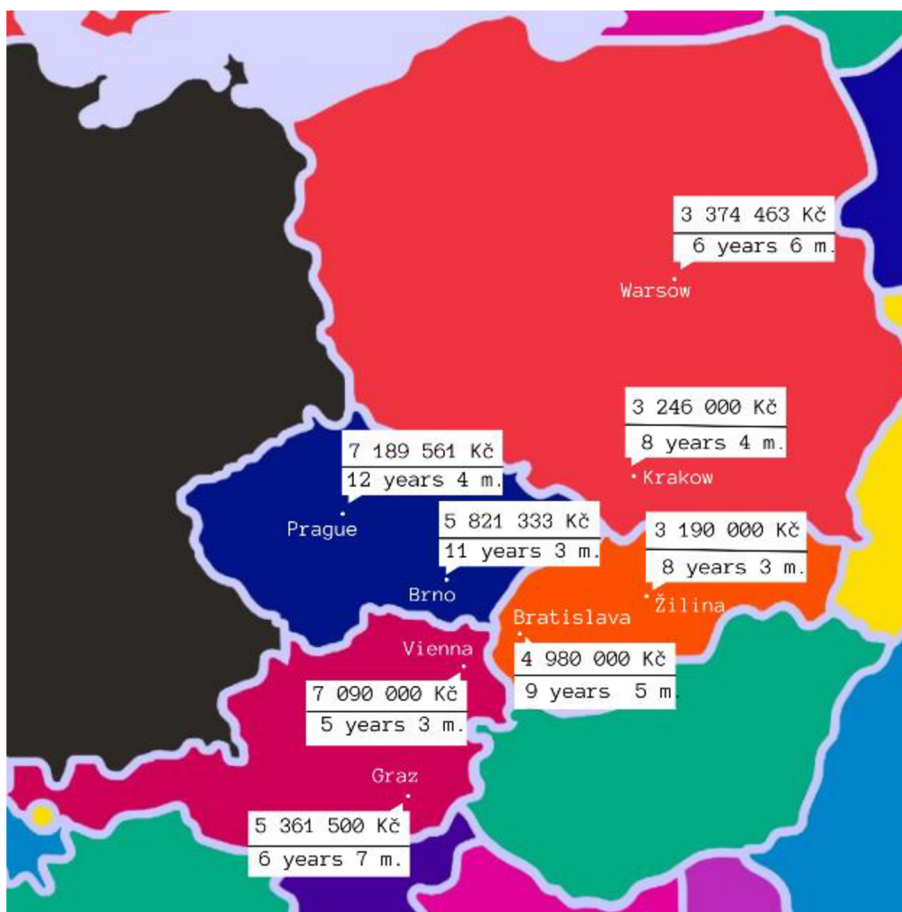 3 374 463 Kč
6 years 6 m.
Warsow
3 246 000 Kč
8 years 4 m.
Krakow
7 189 561 Kč
12 years 4 m.
Prague
5 821 333 Kč
11 years 3 m.
Brno
3 190 000 Kč
8 years 3 m.
Žilina
Bratislava
4 980 000 Kč
9 years 5 m.
Vienna
7 090 000 Kč
5 years 3 m.
Graz
5 361 500 Kč
6 years 7 m.